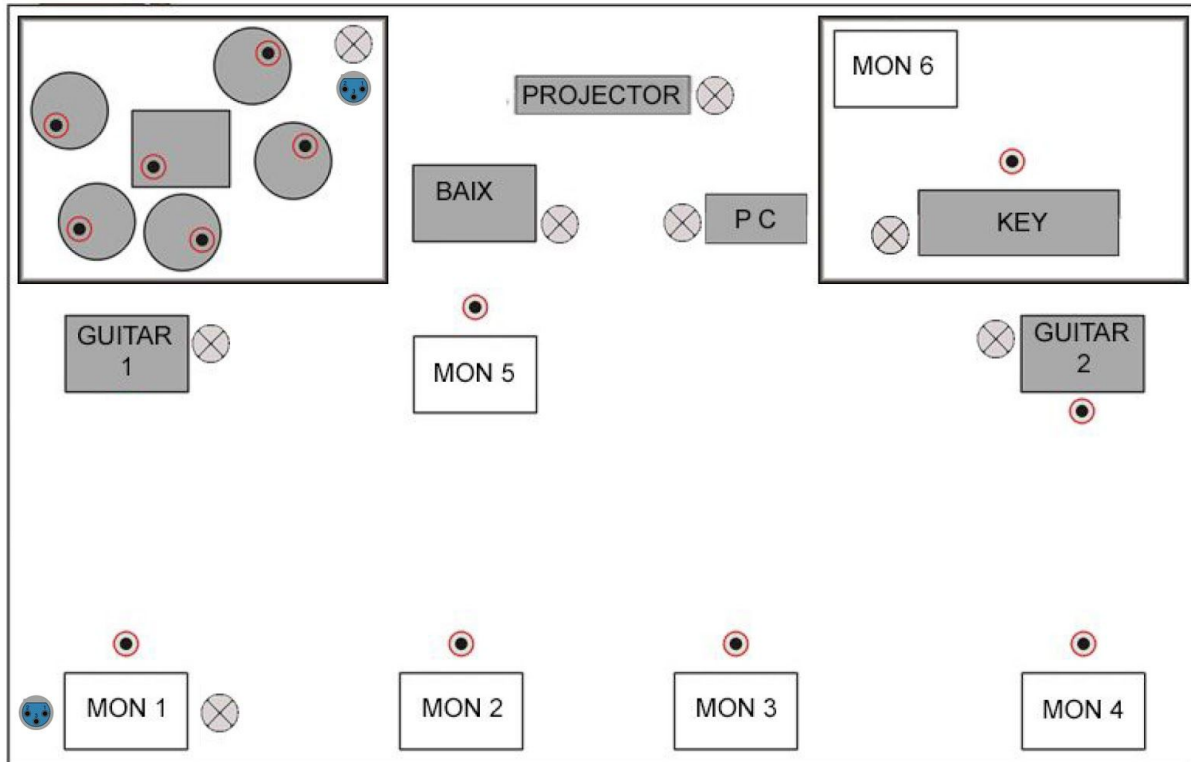 MON 6
PROJECTOR
BAIX
P C
KEY
GUITAR
1
MON 5
GUITAR
2
MON 1
MON 2
MON 3
MON 4